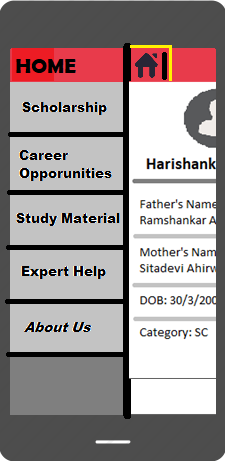 HOME
Scholarship
Career
Opporunities
Study Material
Expert Help
About Us
Harishank
Father's Name
Ramshankar A
Mother's Nam
Sitadevi Ahirw
DOB: 30/3/200
Category: SC